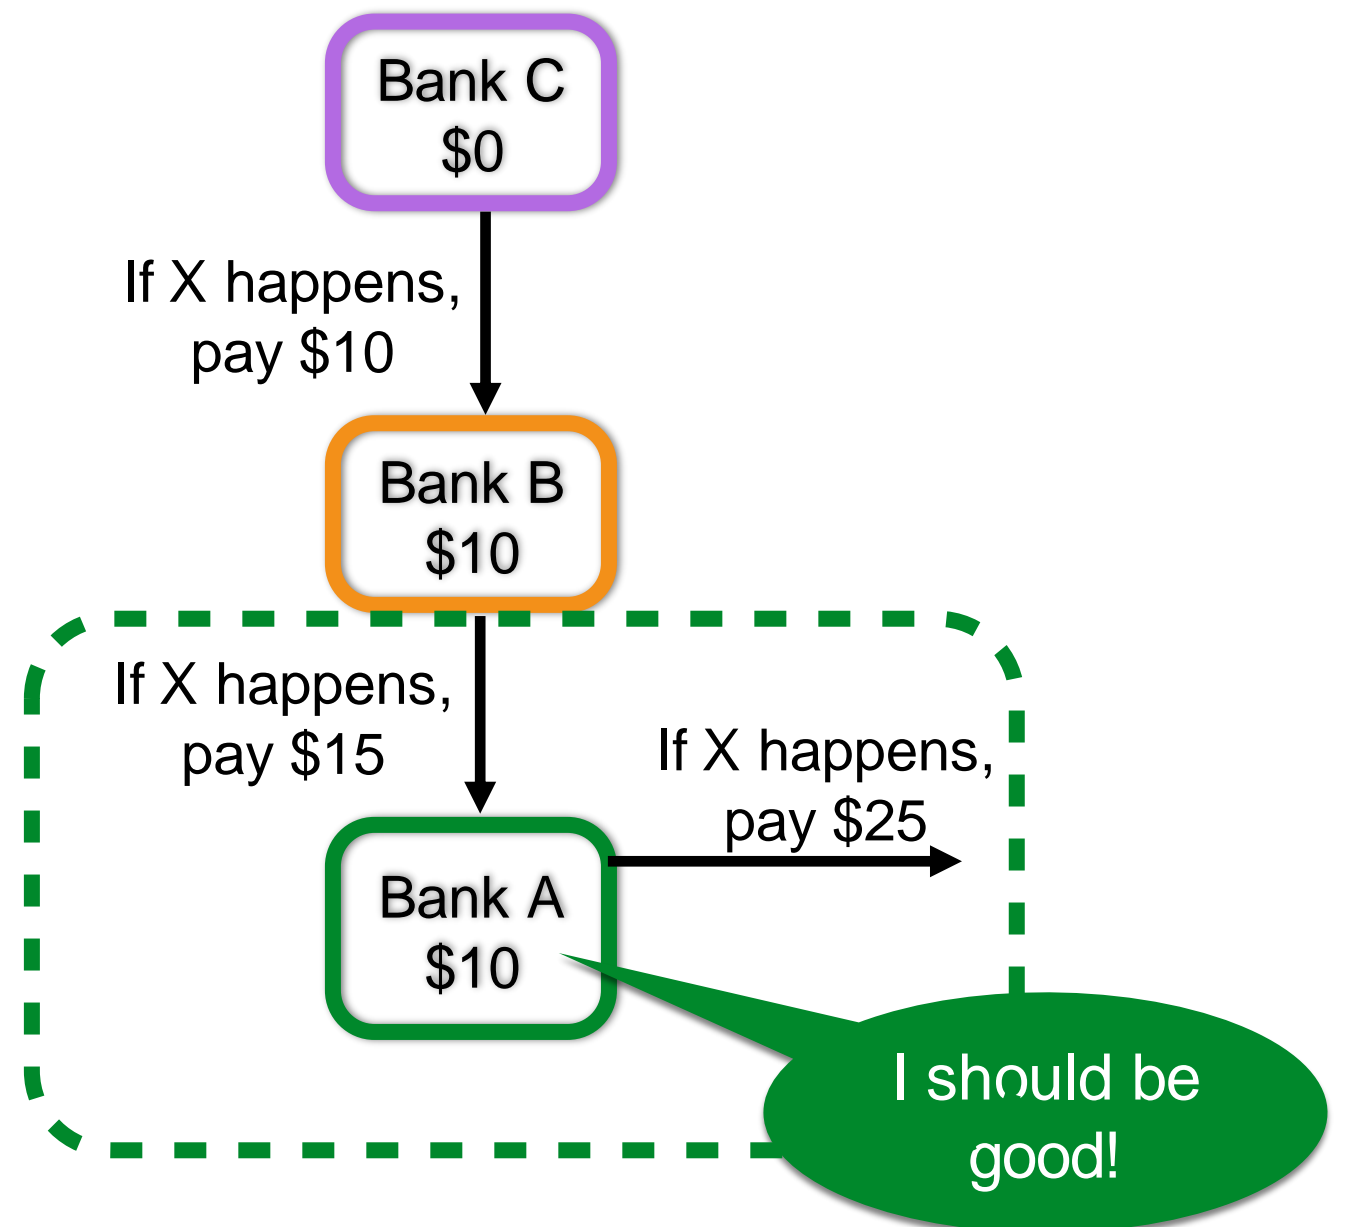 Bank C
$0
If X happens,
pay $10
Bank B
$10
If X happens,
pay $15
If X happens,
pay $25
Bank A
$10
I should be
good!